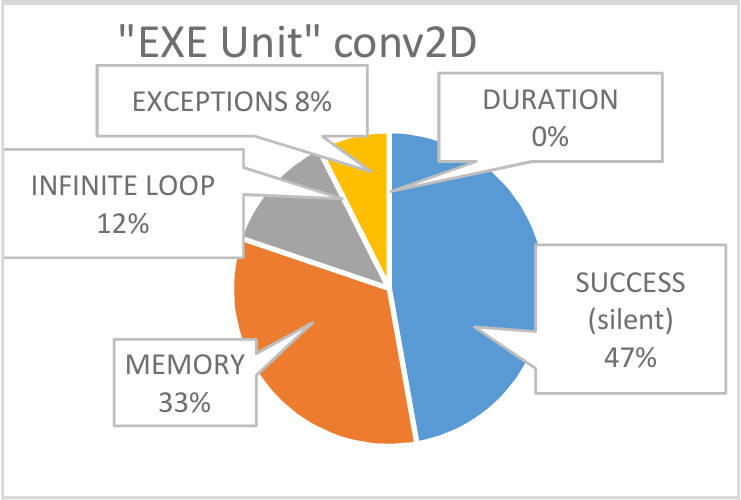 "EXE Unit" conv2D
EXCEPTIONS 8%
DURATION
0%
INFINITE LOOP
12%
SUCCESS
(silent)
47%
MEMORY
33%